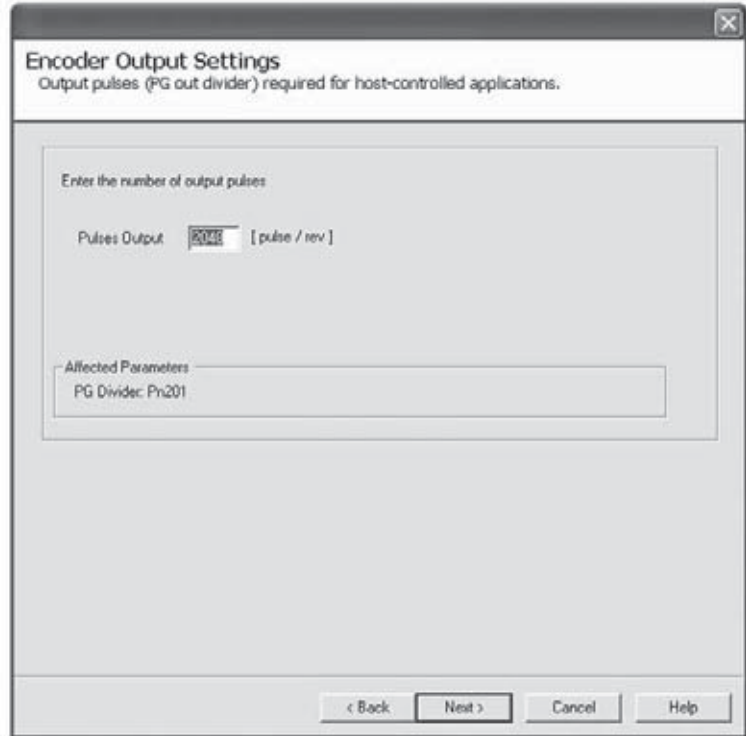 Encoder Output Settings
Output pulses (PG out divider) required for host-controlled applications.
Enter the number of output pulses
Pulses Output 2048 [ pulse / rev ]
Affected Parameters
PG Divider: Pn201
< Back Next > Cancel Help